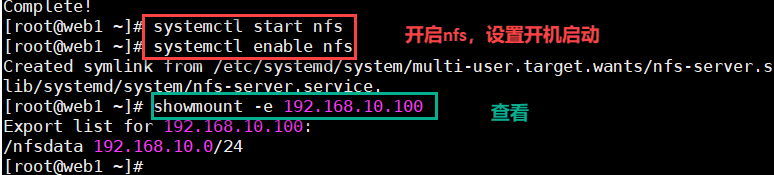 Complete!
[root@web1 ~]# systemctl start nfs
[root@web1 ~]# systemctl enable nfs
开启nfs，设置开机启动
Created symlink from /etc/systemd/system/multi-user.target.wants/nfs-server.s
lib/systemd/system/nfs-server.service.
[root@web1 ~]# showmount -e 192.168.10.100
查看
Export list for 192.168.10.100:
/nfsdata 192.168.10.0/24
[root@web1 ~]#